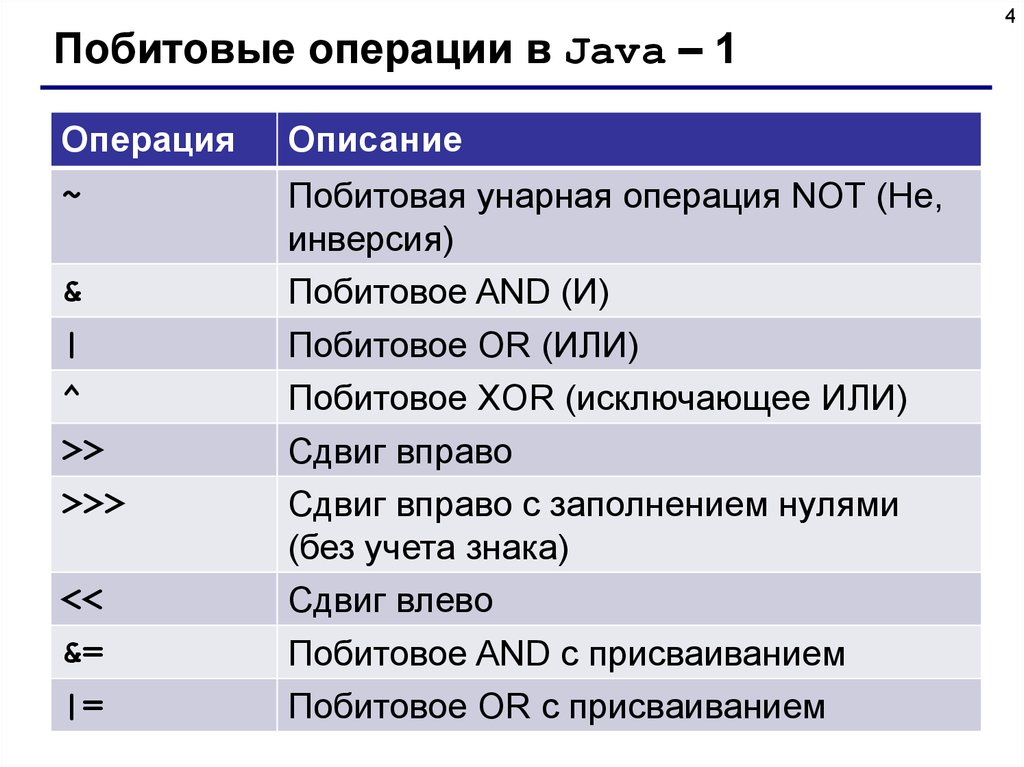 4
Побитовые операции в Java – 1
Операция Описание
~ Побитовая унарная операция NOT (Не,
инверсия)
& Побитовое AND (И)
| Побитовое OR (ИЛИ)
^ Побитовое XOR (исключающее ИЛИ)
>> Сдвиг вправо
>>> Сдвиг вправо с заполнением нулями
(без учета знака)
<< Сдвиг влево
&= Побитовое AND с присваиванием
|= Побитовое OR с присваиванием